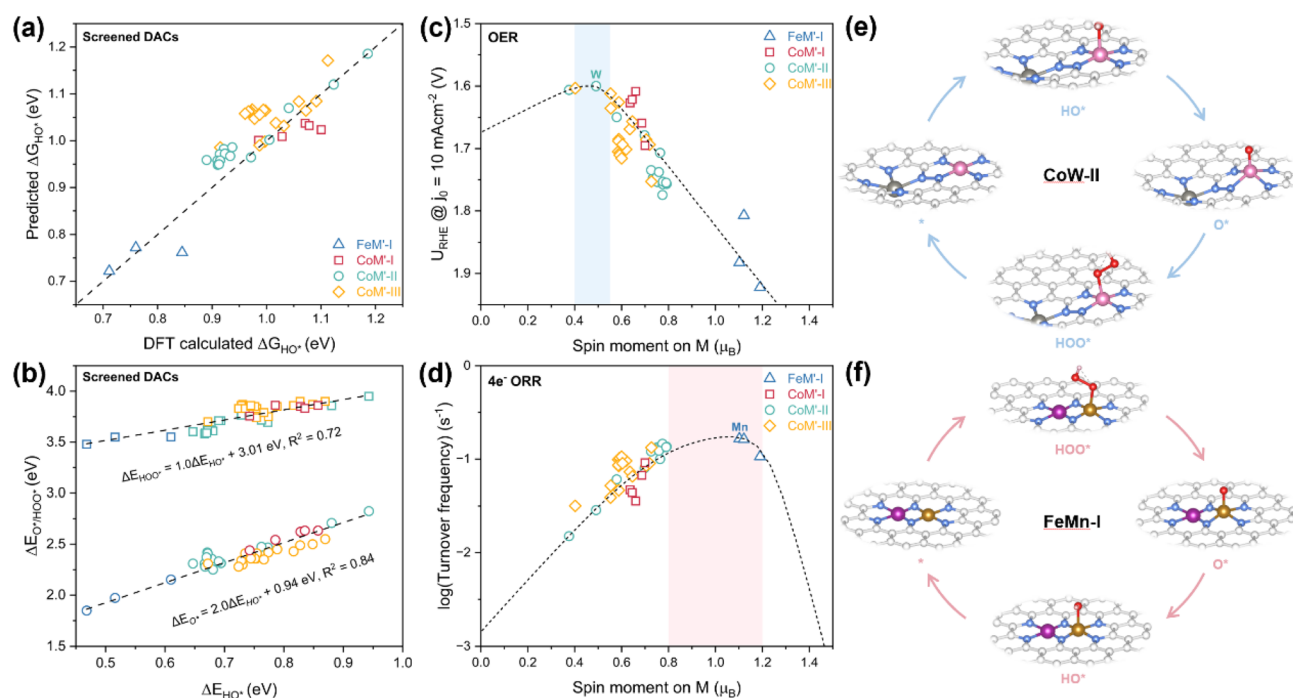 (a)
Screened DACs
Predicted ΔG_HO* (eV)
1.2
1.1
1.0
0.9
0.8
0.7
0.7 0.8 0.9 1.0 1.1 1.2
DFT calculated ΔG_HO* (eV)
FeM'-I
CoM'-I
CoM'-II
CoM'-III
(b)
Screened DACs
ΔE_O*/HOO* (eV)
4.0
3.5
3.0
2.5
2.0
1.5
ΔE_HOO* = 1.0ΔE_HO* + 3.01 eV, R² = 0.72
ΔE_O* = 2.0ΔE_HO* + 0.94 eV, R² = 0.84
0.5 0.6 0.7 0.8 0.9 1.0
ΔE_HO* (eV)
(c)
OER
W
U_RHE @ j₀ = 10 mAcm⁻² (V)
1.5
1.6
1.7
1.8
1.9
0.0 0.2 0.4 0.6 0.8 1.0 1.2 1.4
Spin moment on M (μ_B)
FeM'-I
CoM'-I
CoM'-II
CoM'-III
(d)
4e⁻ ORR
Mn
log(Turnover frequency) (s⁻¹)
0
−1
−2
−3
0.0 0.2 0.4 0.6 0.8 1.0 1.2 1.4
Spin moment on M (μ_B)
FeM'-I
CoM'-I
CoM'-II
CoM'-III
(e)
HO*
CoW-II
*
O*
HOO*
(f)
HOO*
FeMn-I
*
O*
HO*